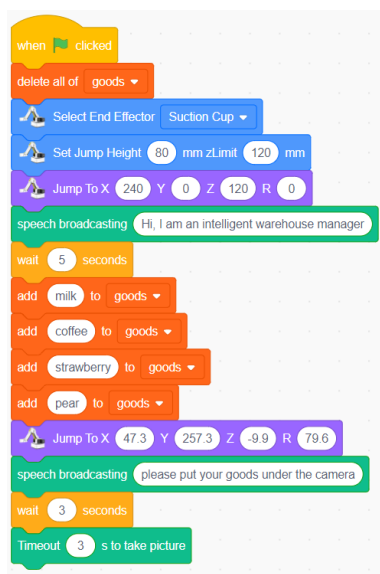 when clicked
delete all of goods
Select End Effector Suction Cup
Set Jump Height 80 mm zLimit 120 mm
Jump To X 240 Y 0 Z 120 R 0
speech broadcasting Hi, I am an intelligent warehouse manager
wait 5 seconds
add milk to goods
add coffee to goods
add strawberry to goods
add pear to goods
Jump To X 47.3 Y 257.3 Z -9.9 R 79.6
speech broadcasting please put your goods under the camera
wait 3 seconds
Timeout 3 s to take picture